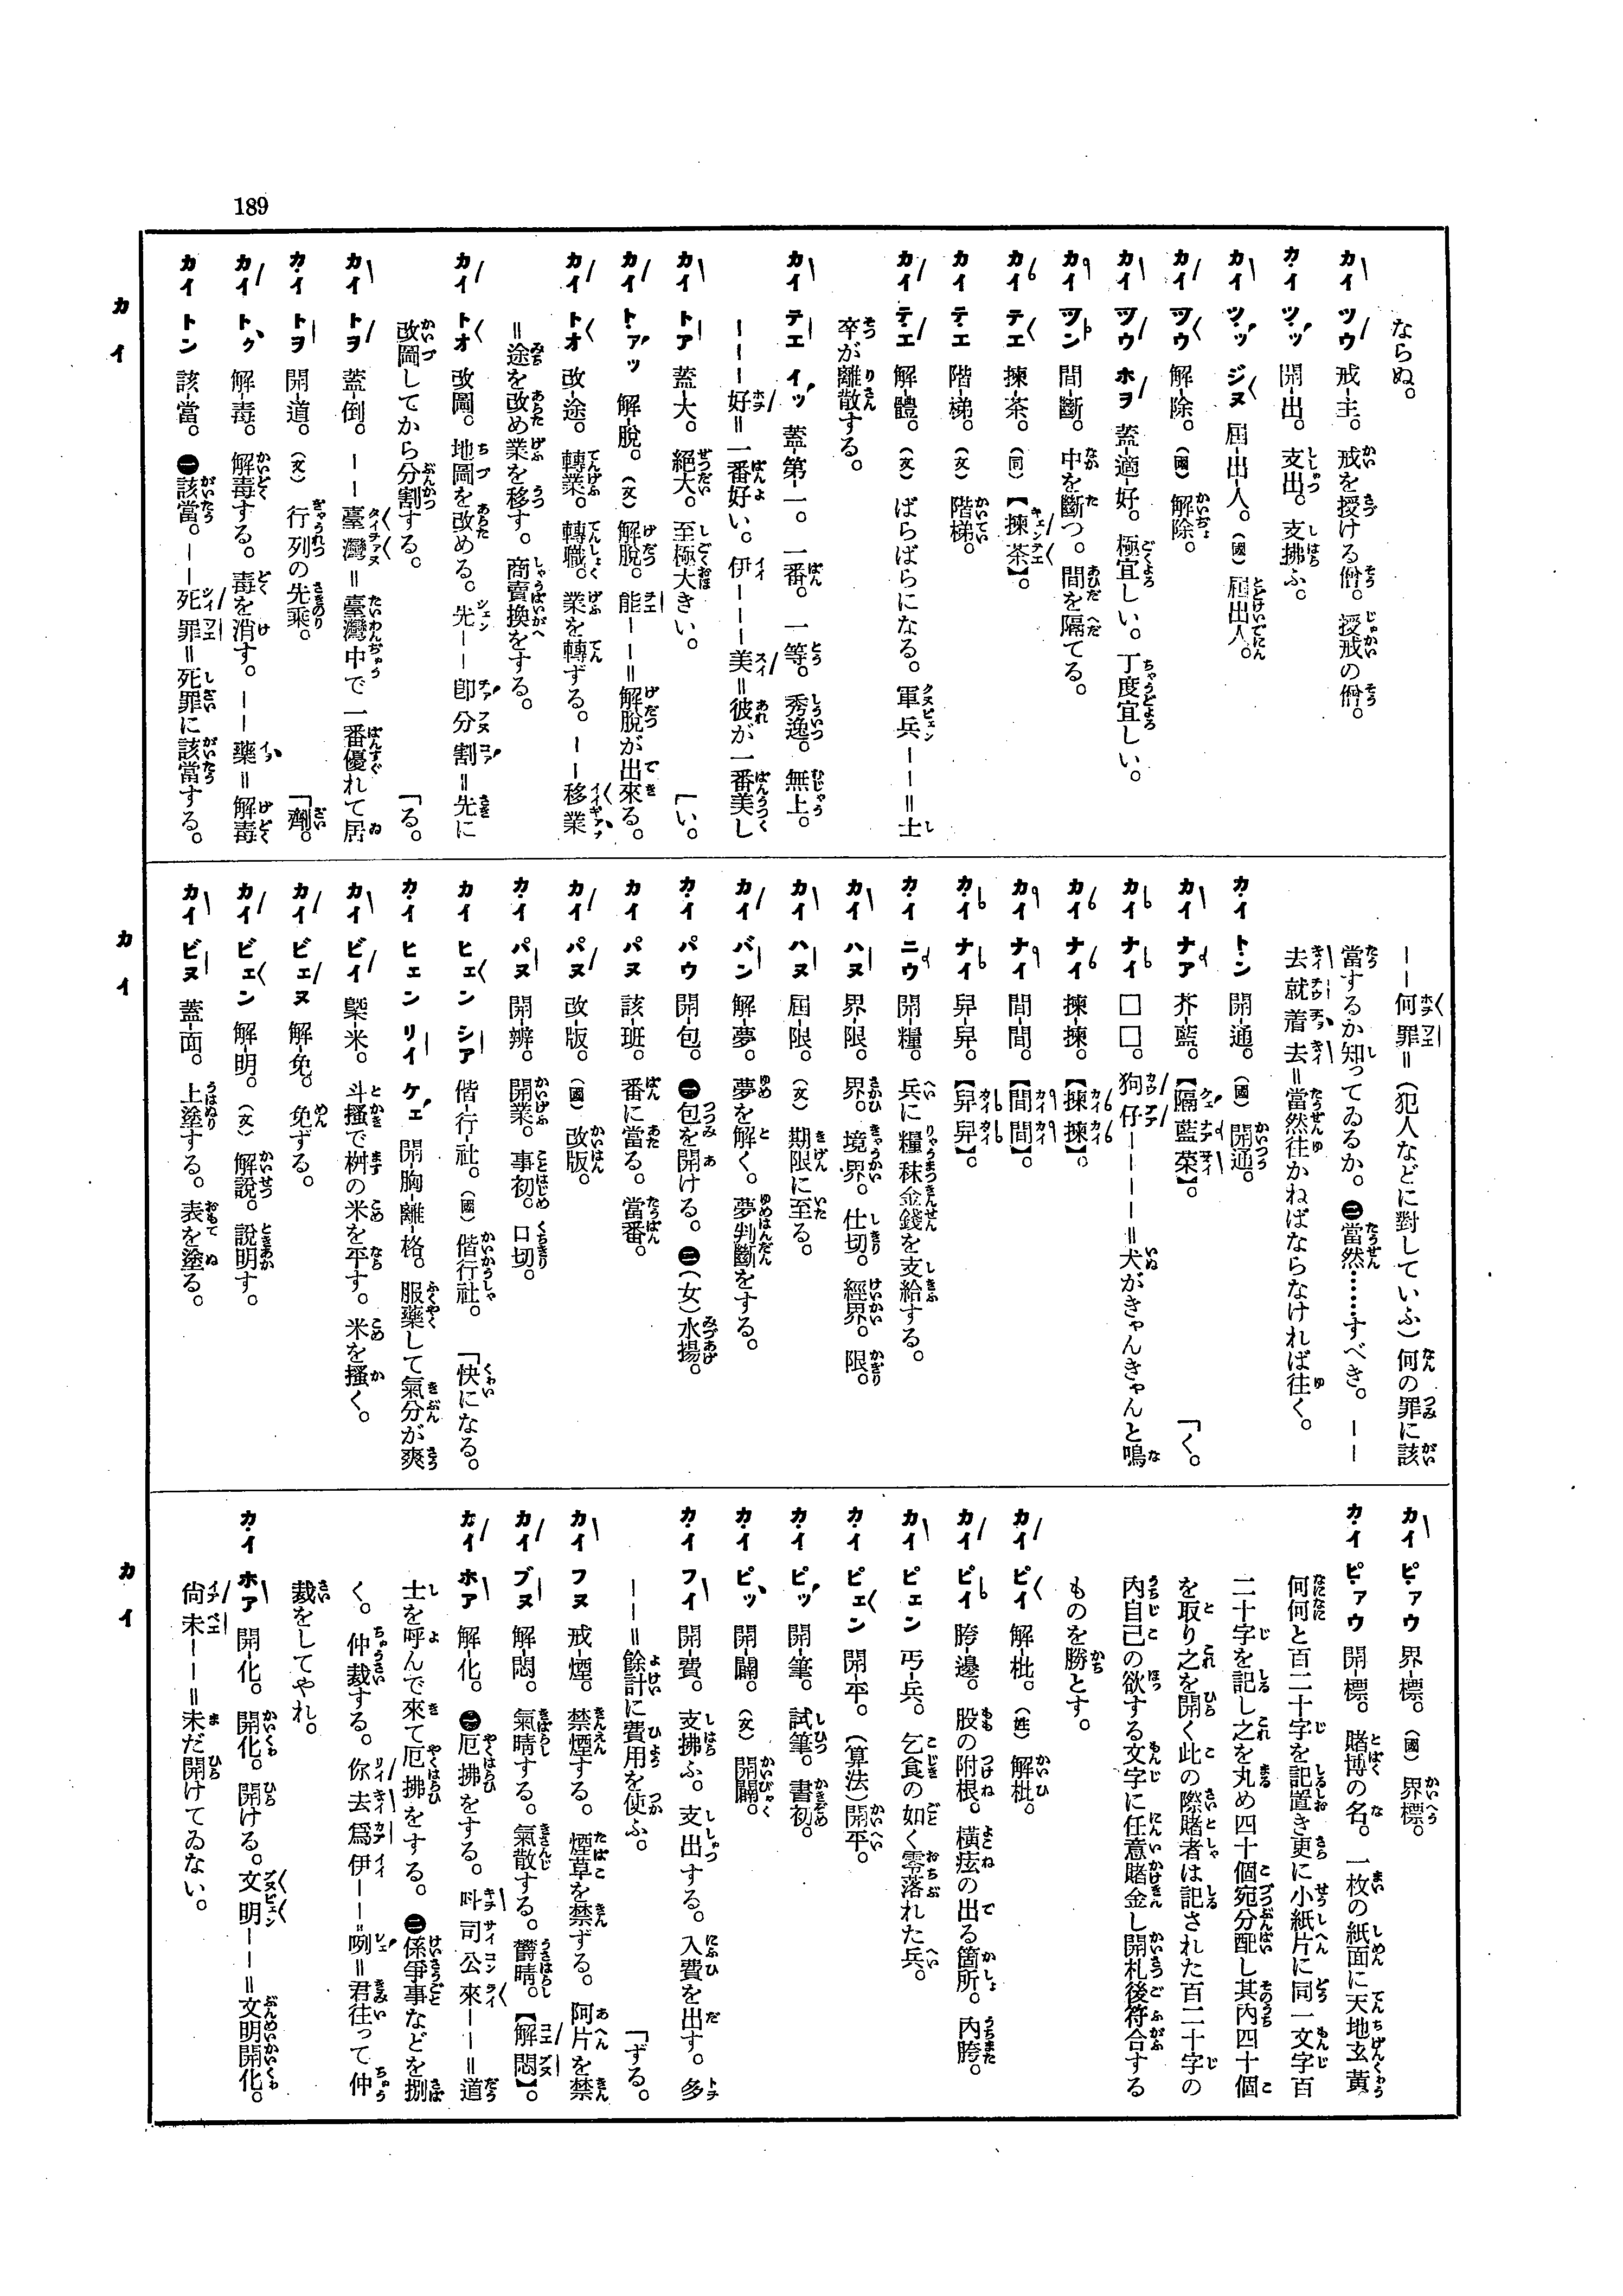 189
ならぬ。
カイ ツウ 戒-主。戒を授ける僧。授戒の僧。
カイ ツッ 開-出。支出。支拂ふ。
カイ ツッ ジヌ 屆-出-人。(國)屆出人。
カイ ツウ 解-除。(國)解除。
カイ ツウ ホヲ 蓋-適-好。極宜しい。丁度宜しい。
カイ ツン 間-斷。中を斷つ。間を隔てる。
カイ テエ 揀-茶。(同)【揀茶】。
カイ テエ 階-梯。(文)階梯。
カイ テエ 解-體。(文)ばらばらになる。軍兵――=士
卒が離散する。
カイ テエ イッ 蓋-第-一。一番。一等。秀逸。無上。
―――好=一番好い。伊―――美=彼が一番美し
カイ トア 蓋-大。絕大。至極大きい。 「い。
カイ トァッ 解-脫。(文)解脫。能――=解脫が出來る。
カイ トオ 改-途。轉業。轉職。業を轉ずる。――移業
=途を改め業を移す。商賣換をする。
カイ トオ 改圖。地圖を改める。先――卽分割=先に
改圖してから分割する。 「る。
カイ トヲ 蓋-倒。――臺灣=臺灣中で一番優れて居
カイ トヲ 開-道。(文)行列の先乘。 「劑。
カイ トク 解-毒。解毒する。毒を消す。――藥=解毒
カイ トン 該-當。㊀該當。――死罪=死罪に該當する。
カイ
――何罪=(犯人などに對していふ)何の罪に該
當するか知ってゐるか。㊁當然……すべき。――
去就着去=當然往かねばならなければ往く。
カイ トン 開-通。(國)開通。
カイ ナア 芥-藍。【隔藍菜】。 「く。
カイ ナイ □□。狗仔――――=犬がきゃんきゃんと鳴
カイ ナイ 揀-揀。【揀揀】。
カイ ナイ 間-間。【間間】。
カイ ナイ 舁-舁。【舁舁】。
カイ ニウ 開-糧。兵に糧秣金錢を支給する。
カイ ハヌ 界-限。界。境界。仕切。經界。限。
カイ ハヌ 屆-限。(文)期限に至る。
カイ バン 解-夢。夢を解く。夢判斷をする。
カイ パウ 開-包。㊀包を開ける。㊁(女)水揚。
カイ パヌ 該-班。番に當る。當番。
カイ パヌ 改-版。(國)改版。
カイ パヌ 開-辨。開業。事初。口切。
カイ ヒェン シア 偕-行-社。(國)偕行社。 「快になる。
カイ ヒェン リイ ケェ 開-胸-離-格。服藥して氣分が爽
カイ ビイ 槩-米。斗搔で桝の米を平す。米を搔く。
カイ ビェヌ 解-免。免ずる。
カイ ビェン 解-明。(文)解說。說明す。
カイ ビヌ 蓋-面。上塗する。表を塗る。
カイ
カイ ピァウ 界-標。(國)界標。
カイ ピァウ 開-標。賭博の名。一枚の紙面に天地玄黃
何何と百二十字を記置き更に小紙片に同一文字百
二十字を記し之を丸め四十個宛分配し其內四十個
を取り之を開く此の際賭者は記された百二十字の
內自己の欲する文字に任意賭金し開札後符合する
ものを勝とす。
カイ ビイ 解-枇。(姓)解枇。
カイ ピイ 胯-邊。股の附根。橫痃の出る箇所。內胯。
カイ ピェン 丐-兵。乞食の如く零落れた兵。
カイ ピェン 開-平。(算法)開平。
カイ ピッ 開-筆。試筆。書初。
カイ ピッ 開-闢。(文)開闢。
カイ フイ 開-費。支拂ふ。支出する。入費を出す。多
――=餘計に費用を使ふ。 「ずる。
カイ フヌ 戒-煙。禁煙する。煙草を禁ずる。阿片を禁
カイ ブヌ 解-悶。氣晴する。氣散する。欝晴。【解悶】。
カイ ホア 解-化。㊀厄拂をする。呌司公來――=道
士を呼んで來て厄拂をする。㊁係爭事などを捌
く。仲裁する。你去爲伊――咧=君往って仲
裁をしてやれ。
カイ ホア 開-化。開化。開ける。文明――=文明開化。
尙未――=未だ開けてゐない。
カイ